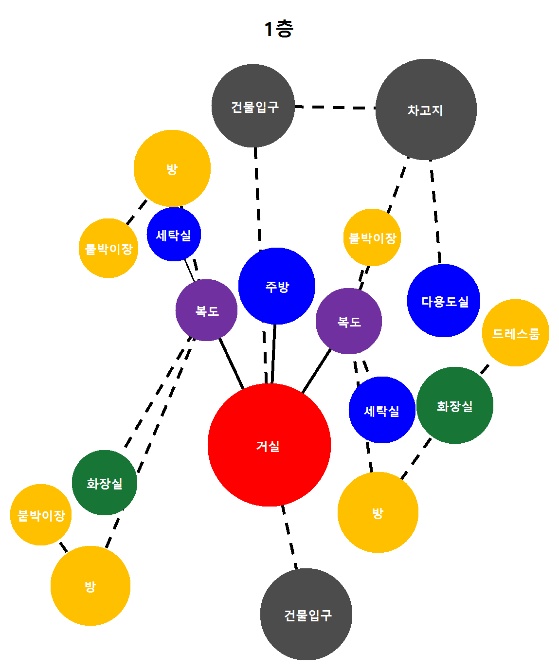 1층
건물입구
차고지
방
세탁실
붙박이장
붙박이장
주방
복도
복도
다용도실
드레스룸
세탁실
화장실
거실
화장실
붙박이장
방
방
건물입구